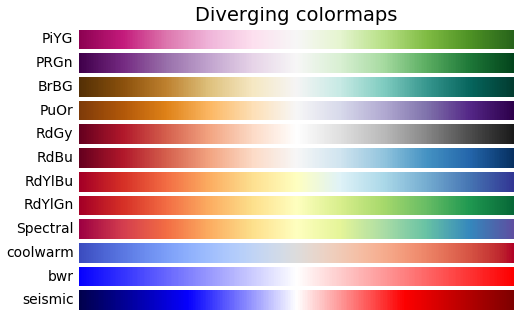 Diverging colormaps
PiYG
PRGn
BrBG
PuOr
RdGy
RdBu
RdYlBu
RdYlGn
Spectral
coolwarm
bwr
seismic